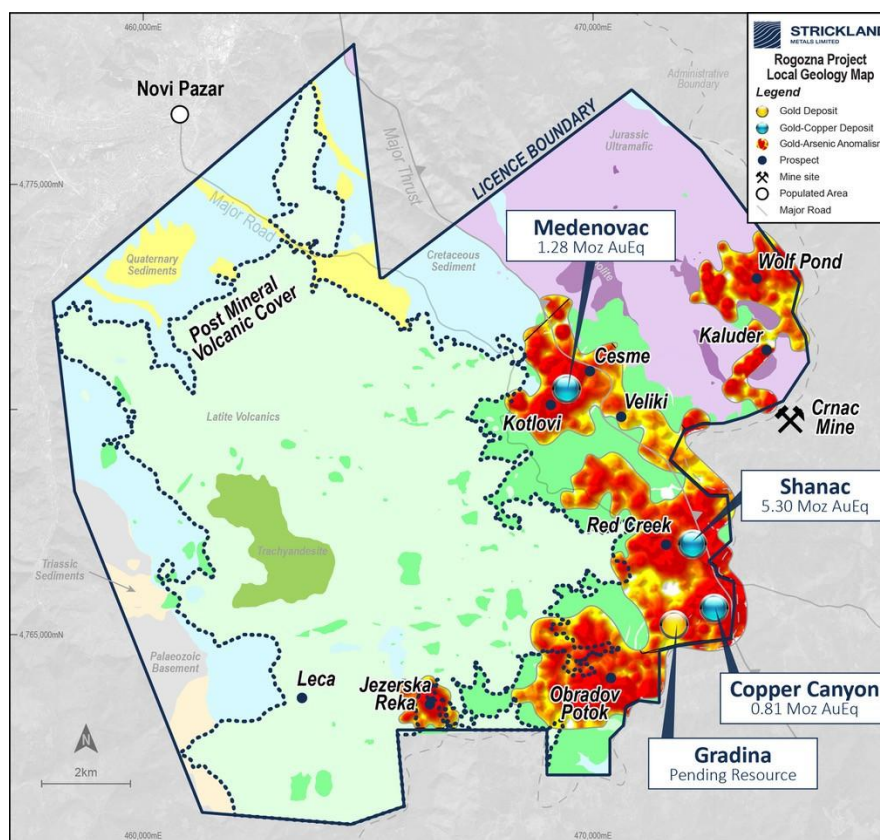 460,000mE
470,000mE
STRICKLAND
METALS LIMITED
Rogozna Project
Local Geology Map
Legend
Gold Deposit
Gold-Copper Deposit
Gold-Arsenic Anomalism
Prospect
Mine site
Populated Area
Major Road
Administrative
Boundary
Novi Pazar
Major Thrust
Jurassic
Ultramafic
LICENCE BOUNDARY
4,775,000mN
Major Road
Medenovac
1.28 Moz AuEq
Quaternary
Sediments
Cretaceous
Sediment
Wolf Pond
Post Mineral
Volcanic Cover
Kaluder
Cesme
Veliki
Kotlovi
Crnac
Mine
Latite Volcanics
Shanac
5.30 Moz AuEq
Red Creek
Trachyandesite
Triassic
Sediments
4,765,000mN
Palaeozoic
Basement
Leca
Jezerska
Reka
Obradov
Potok
Copper Canyon
0.81 Moz AuEq
Gradina
Pending Resource
N
2km
460,000mE
470,000mE